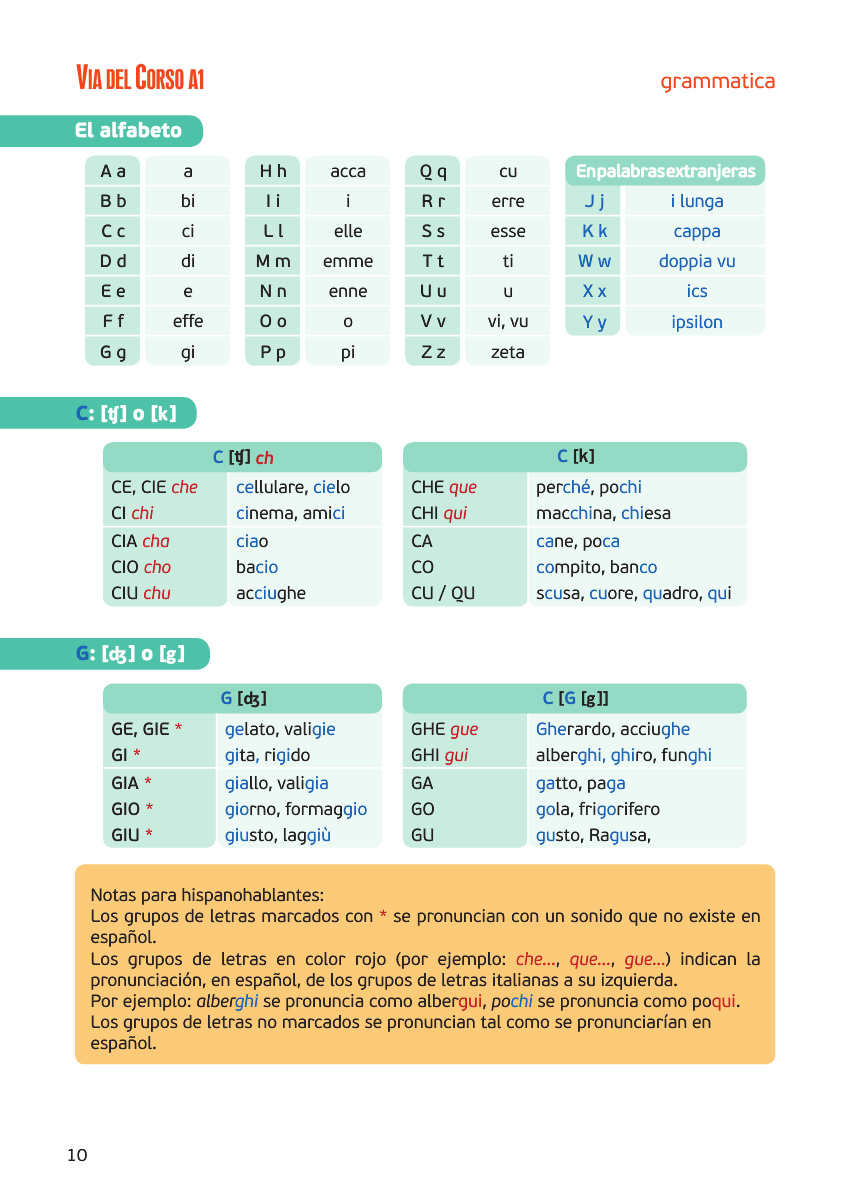 VIA DEL CORSO A1
grammatica
El alfabeto
A a a H h acca Q q cu En palabras extranjeras
B b bi I i i R r erre J j i lunga
C c ci L l elle S s esse K k cappa
D d di M m emme T t ti W w doppia vu
E e e N n enne U u u X x ics
F f effe O o o V v vi, vu Y y ipsilon
G g gi P p pi Z z zeta
C: [ʧ] o [k]
C [ʧ] ch C [k]
CE, CIE che cellulare, cielo CHE que perché, pochi
CI chi cinema, amici CHI qui macchina, chiesa
CIA cha ciao CA cane, poca
CIO cho bacio CO compito, banco
CIU chu acciughe CU / QU scusa, cuore, quadro, qui
G: [ʤ] o [g]
G [ʤ] C [G [g]]
GE, GIE * gelato, valigie GHE gue Gherardo, acciughe
GI * gita, rigido GHI gui alberghi, ghiro, funghi
GIA * giallo, valigia GA gatto, paga
GIO * giorno, formaggio GO gola, frigorifero
GIU * giusto, laggiù GU gusto, Ragusa,
Notas para hispanohablantes:
Los grupos de letras marcados con * se pronuncian con un sonido que no existe en
español.
Los grupos de letras en color rojo (por ejemplo: che..., que..., gue...) indican la
pronunciación, en español, de los grupos de letras italianas a su izquierda.
Por ejemplo: alberghi se pronuncia como albergui, pochi se pronuncia como poqui.
Los grupos de letras no marcados se pronuncian tal como se pronunciarían en
español.
10